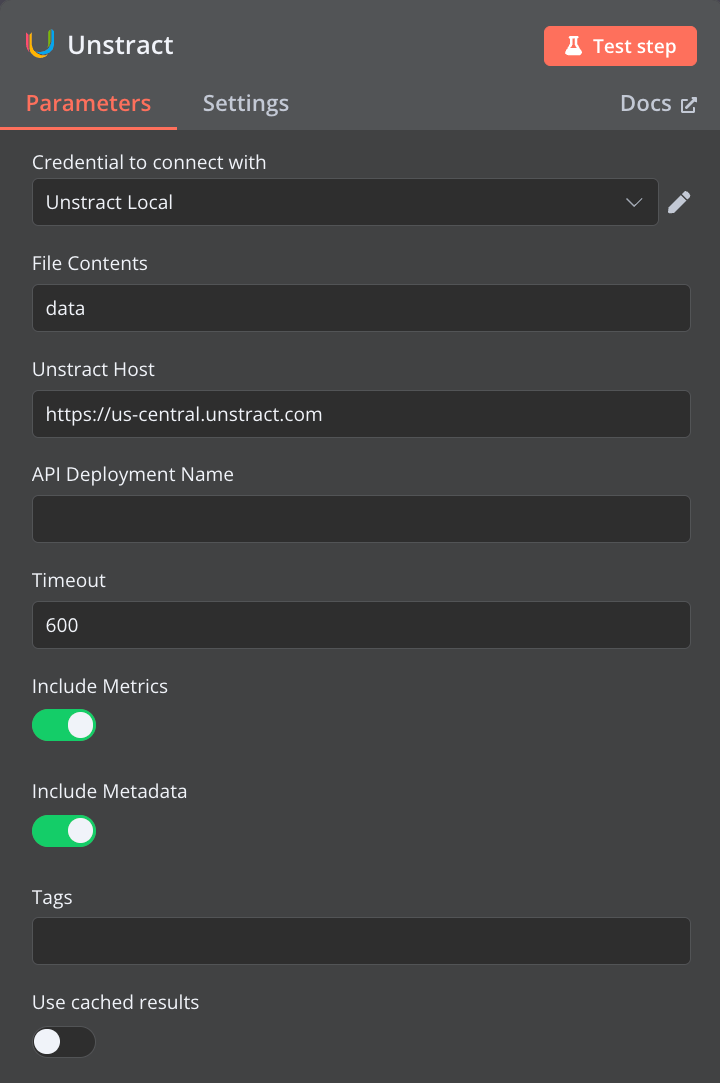 Unstract
Test step
Parameters
Settings
Docs
Credential to connect with
Unstract Local
File Contents
data
Unstract Host
https://us-central.unstract.com
API Deployment Name
Timeout
600
Include Metrics
Include Metadata
Tags
Use cached results